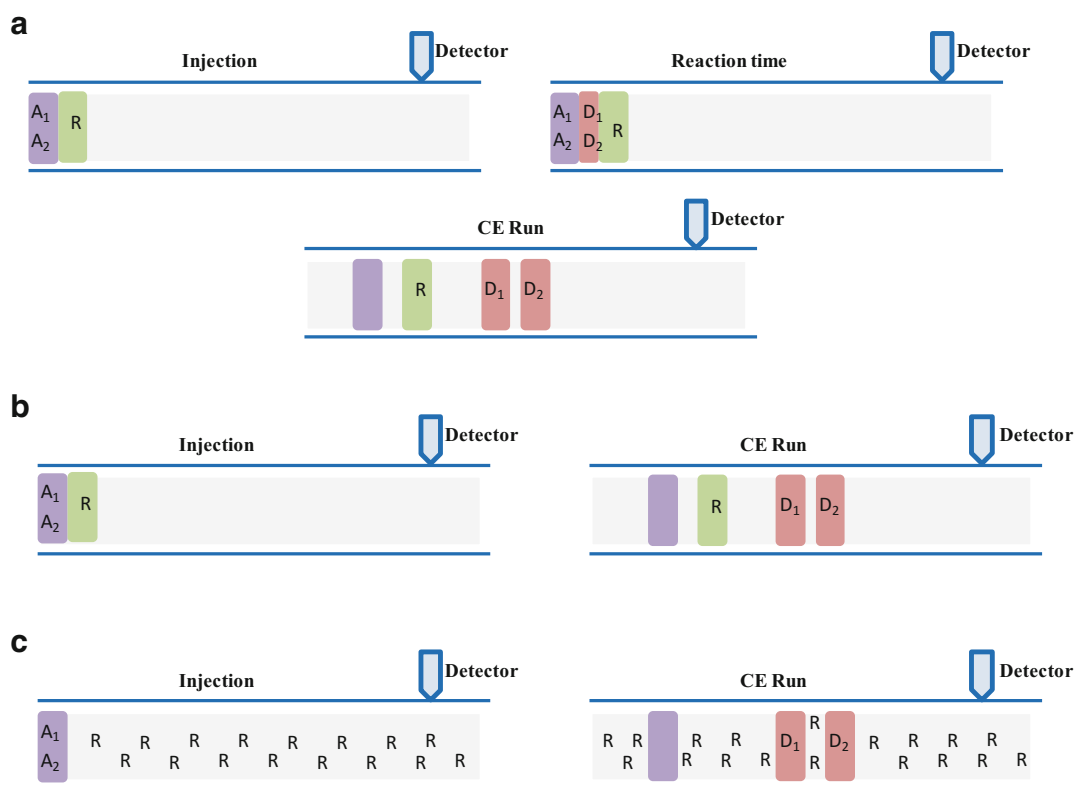 a
Injection
Detector
A1
A2
R
Reaction time
Detector
A1
A2
D1
D2
R
CE Run
Detector
R
D1
D2
b
Injection
Detector
A1
A2
R
CE Run
Detector
R
D1
D2
c
Injection
Detector
A1
A2
R R R R R R R R
R R R R R R R R
CE Run
Detector
R
R R R R D1 D2 R R R R
R R R R R R R R R